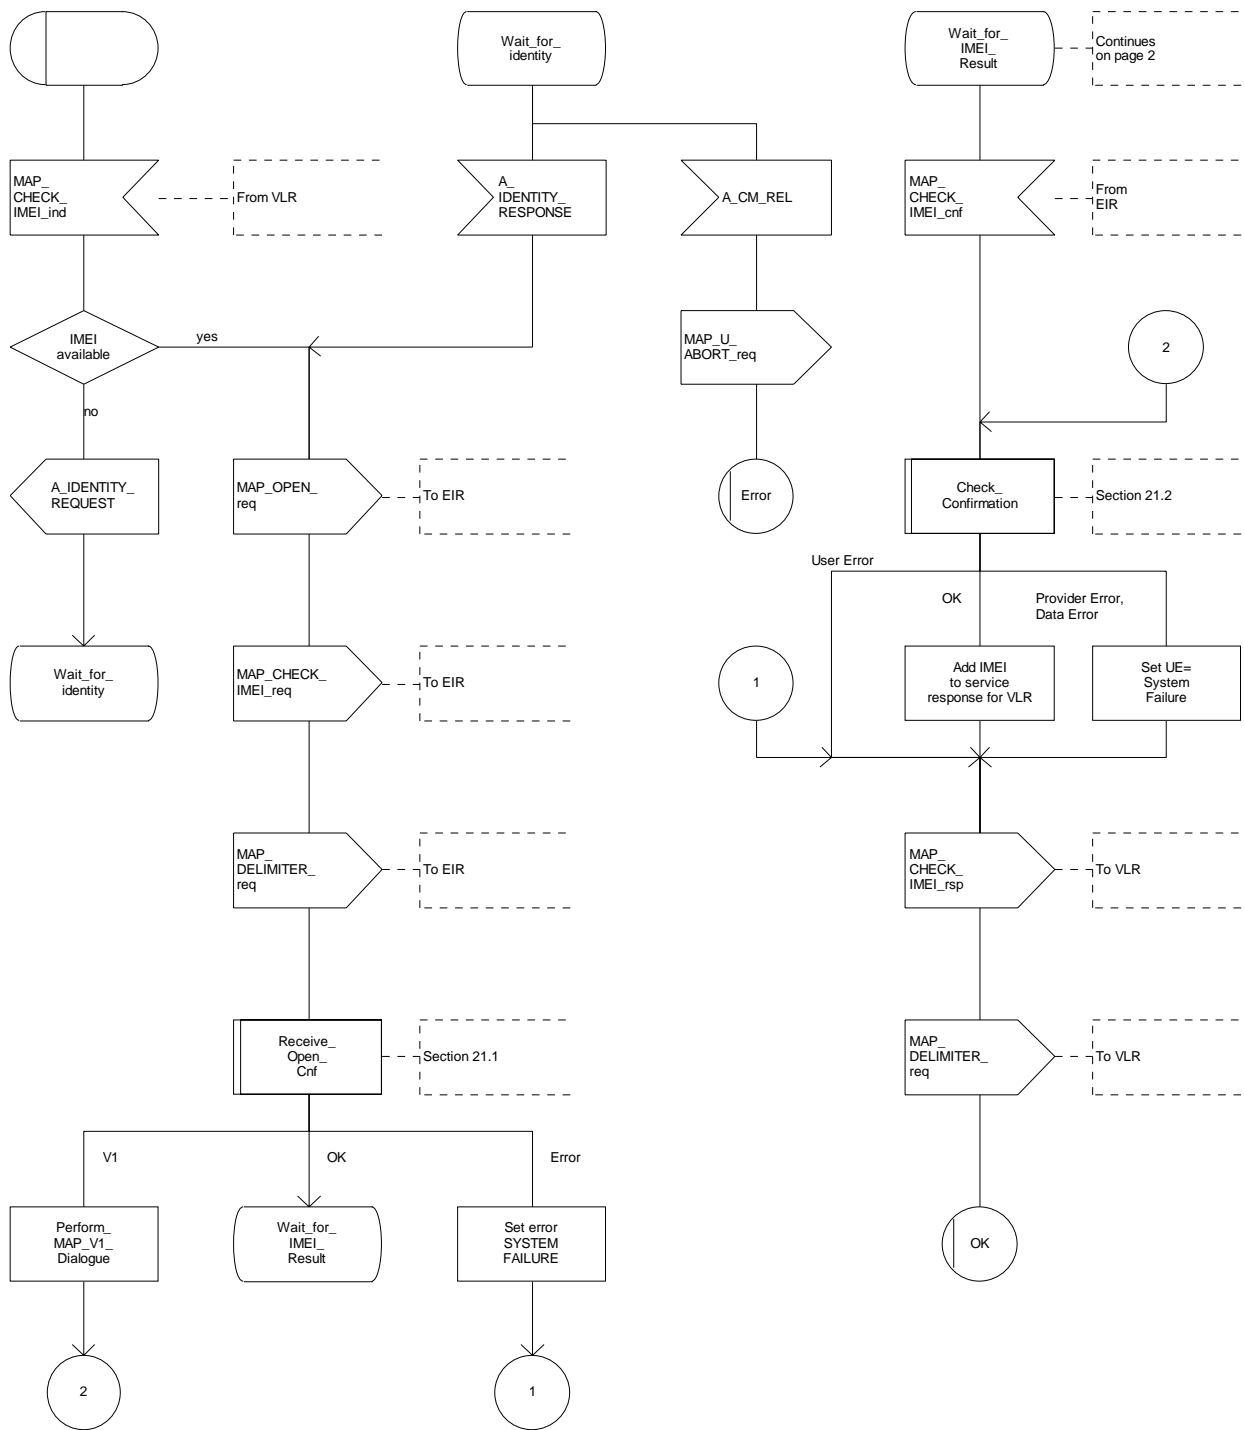 Wait_for_
identity
Wait_for_
IMEI_
Result
Continues
on page 2
MAP_
CHECK_
IMEI_ind
From VLR
A_
IDENTITY_
RESPONSE
A_CM_REL
MAP_
CHECK_
IMEI_cnf
From
EIR
IMEI
available
yes
no
MAP_U_
ABORT_req
2
A_IDENTITY_
REQUEST
MAP_OPEN_
req
To EIR
Error
Check_
Confirmation
Section 21.2
User Error
OK
Provider Error,
Data Error
Wait_for_
identity
MAP_CHECK_
IMEI_req
To EIR
1
Add IMEI
to service
response for VLR
Set UE=
System
Failure
MAP_
DELIMITER_
req
To EIR
MAP_
CHECK_
IMEI_rsp
To VLR
Receive_
Open_
Cnf
Section 21.1
MAP_
DELIMITER_
req
To VLR
V1
OK
Error
Perform_
MAP_V1_
Dialogue
Wait_for_
IMEI_
Result
Set error
SYSTEM
FAILURE
OK
2
1